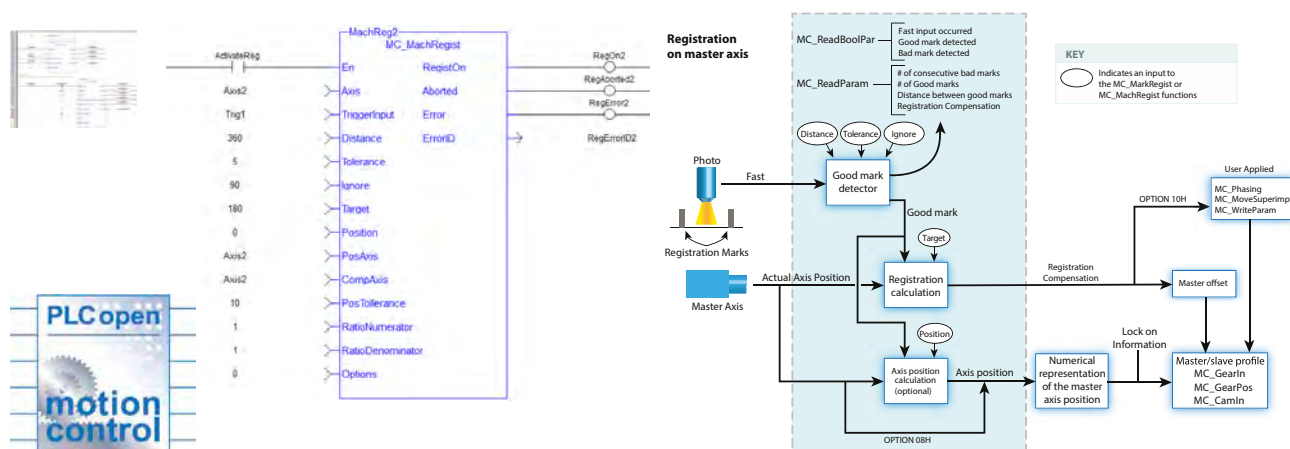 MachReg2
MC_MachRegist
ActivateReg
En
RegistOn
RegOn2
Axis2
Axis
Aborted
RegAborted2
Trig1
TriggerInput
Error
RegError2
360
Distance
ErrorID
RegErrorID2
5
Tolerance
90
Ignore
180
Target
0
Position
Axis2
PosAxis
Axis2
CompAxis
10
PosTollerance
1
RatioNumerator
1
RatioDenominator
0
Options
PLCopen
motion
control
Registration
on master axis
MC_ReadBoolPar
Fast input occurred
Good mark detected
Bad mark detected
MC_ReadParam
# of consecutive bad marks
# of Good marks
Distance between good marks
Registration Compensation
KEY
Indicates an input to
the MC_MarkRegist or
MC_MachRegist functions
Distance
Tolerance
Ignore
Photo
Fast
Good mark
detector
Good mark
Registration Marks
Target
Actual Axis Position
Master Axis
Registration
calculation
Registration
Compensation
OPTION 10H
User Applied
MC_Phasing
MC_MoveSuperimp
MC_WriteParam
Master offset
Position
Axis position
calculation
(optional)
Axis position
OPTION 08H
Numerical
representation
of the master
axis position
Lock on
Information
Master/slave profile
MC_GearIn
MC_GearPos
MC_CamIn